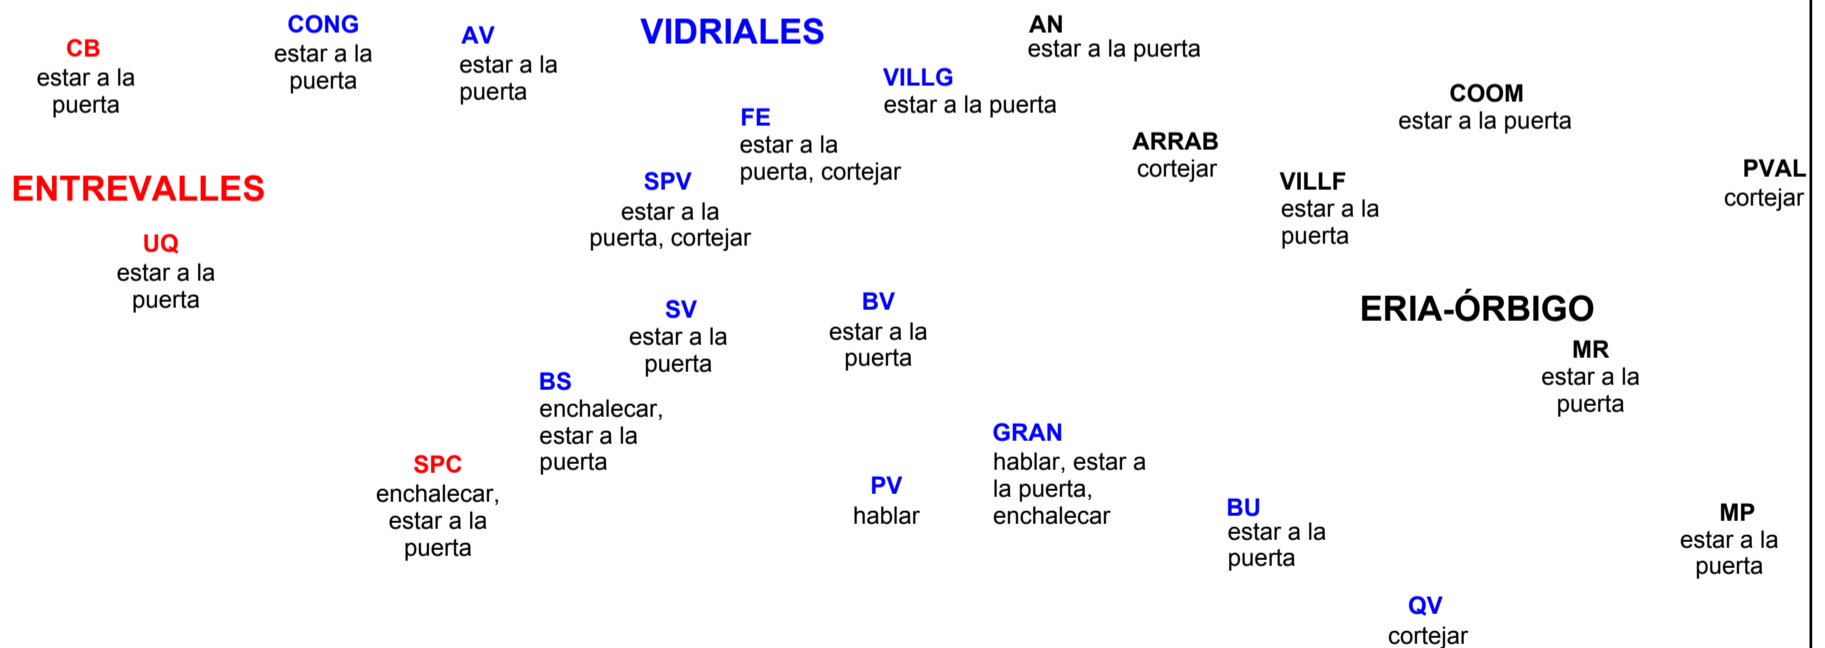 CB
estar a la
puerta
CONG
estar a la
puerta
AV
estar a la
puerta
VIDRIALES
AN
estar a la puerta
VILLG
estar a la puerta
COOM
estar a la puerta
FE
estar a la
puerta, cortejar
ARRAB
cortejar
PVAL
cortejar
ENTREVALLES
SPV
estar a la
puerta, cortejar
VILLF
estar a la
puerta
UQ
estar a la
puerta
SV
estar a la
puerta
BV
estar a la
puerta
ERIA-ÓRBIGO
MR
estar a la
puerta
BS
enchalecar,
estar a la
puerta
GRAN
hablar, estar a
la puerta,
enchalecar
SPC
enchalecar,
estar a la
puerta
PV
hablar
BU
estar a la
puerta
MP
estar a la
puerta
QV
cortejar